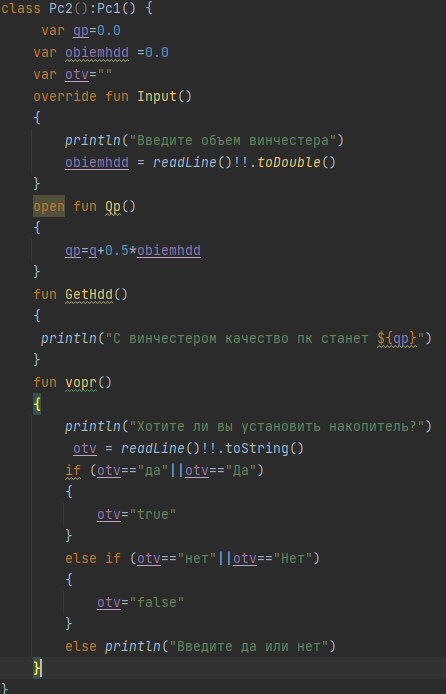 class Pc2():Pc1() {
var qp=0.0
var obiemhdd =0.0
var otv=""
override fun Input()
{
println("Введите объем винчестера")
obiemhdd = readLine()!!.toDouble()
}
open fun Qp()
{
qp=q+0.5*obiemhdd
}
fun GetHdd()
{
println("С винчестером качество пк станет ${qp}")
}
fun vopr()
{
println("Хотите ли вы установить накопитель?")
otv = readLine()!!.toString()
if (otv=="да"||otv=="Да")
{
otv="true"
}
else if (otv=="нет"||otv=="Нет")
{
otv="false"
}
else println("Введите да или нет")
}
}